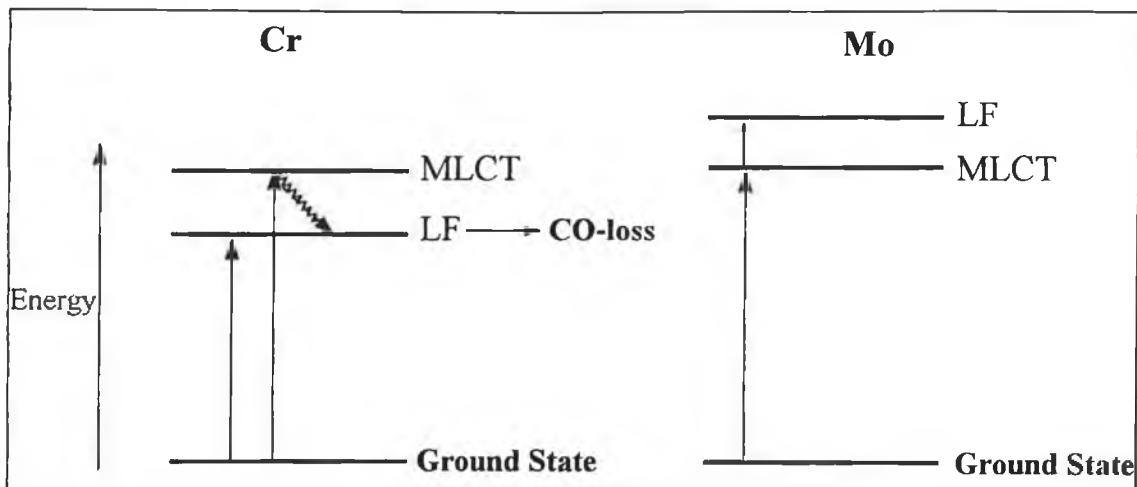 Cr
Mo
LF
MLCT
MLCT
LF
CO-loss
Energy
Ground State
Ground State